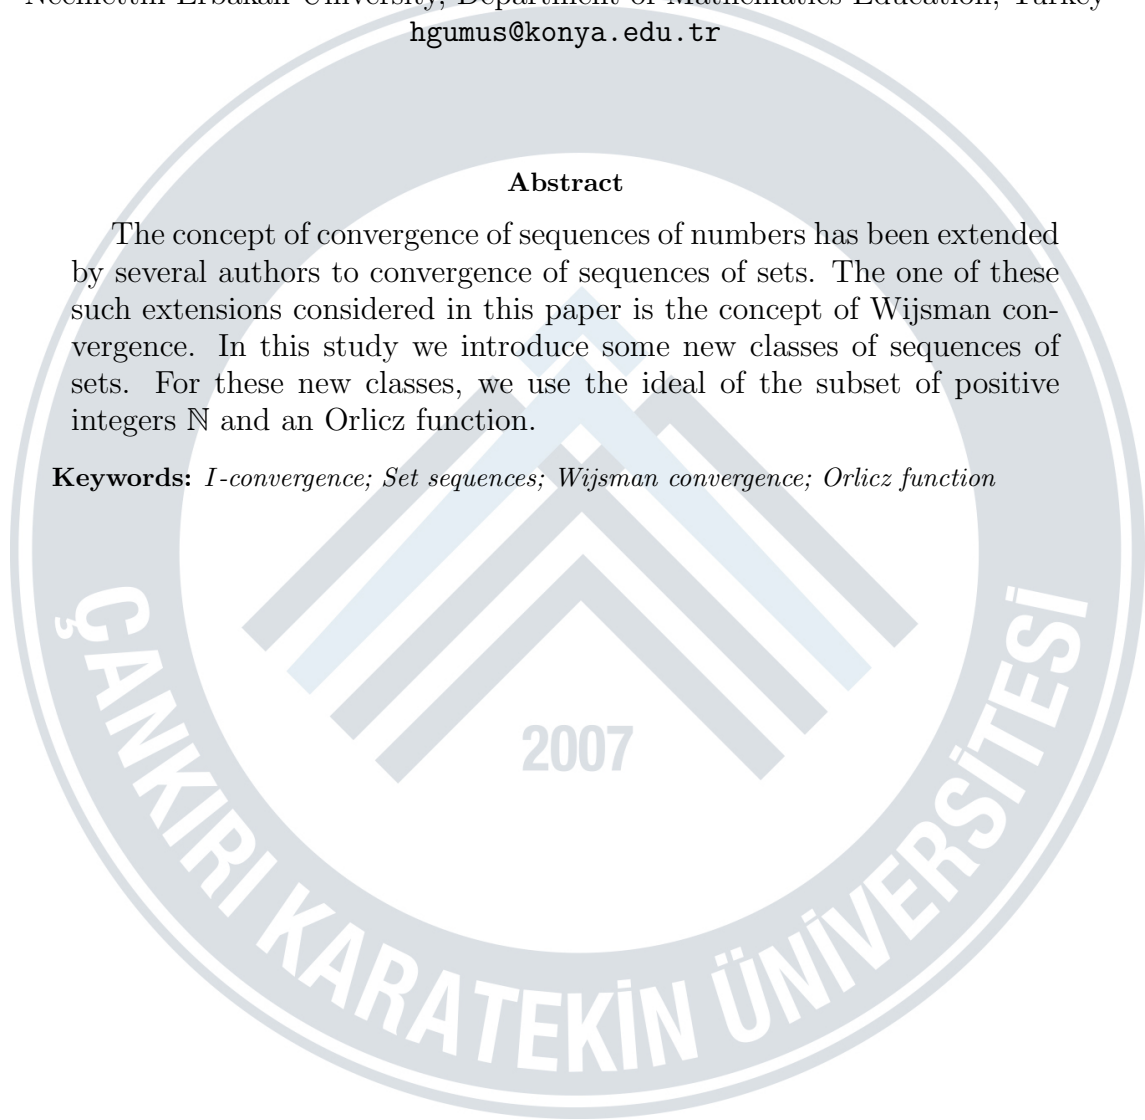 Necmettin Erbakan University, Department of Mathematics Education, Turkey
hgumus@konya.edu.tr
Abstract
The concept of convergence of sequences of numbers has been extended
by several authors to convergence of sequences of sets. The one of these
such extensions considered in this paper is the concept of Wijsman con-
vergence. In this study we introduce some new classes of sequences of
sets. For these new classes, we use the ideal of the subset of positive
integers ℕ and an Orlicz function.
Keywords: I-convergence; Set sequences; Wijsman convergence; Orlicz function
2007
ÇANKIRI KARATEKİN ÜNİVERSİTESİ